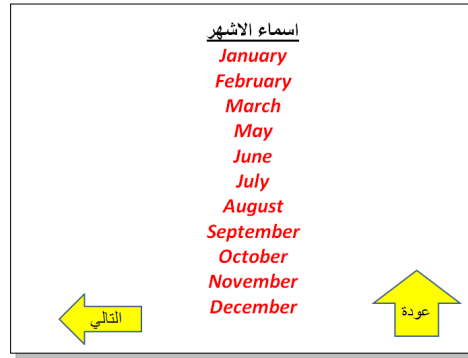 اسماء الاشهر
January
February
March
May
June
July
August
September
October
November
December
التالي
عودة